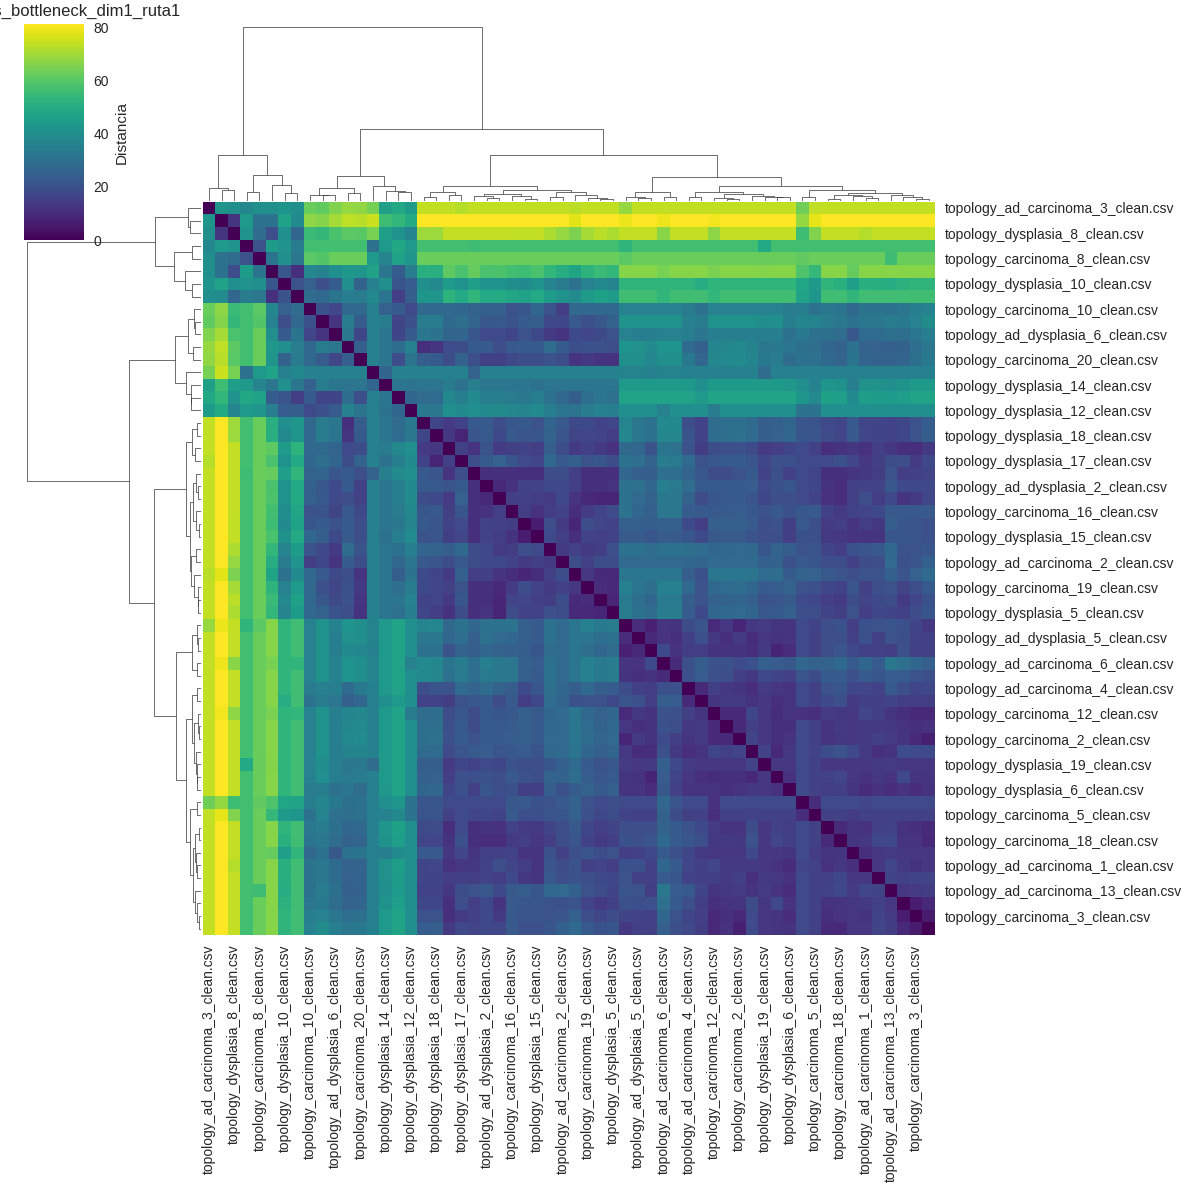 s_bottleneck_dim1_ruta1
80
60
40
20
0
Distancia
topology_ad_carcinoma_3_clean.csv
topology_dysplasia_8_clean.csv
topology_carcinoma_8_clean.csv
topology_dysplasia_10_clean.csv
topology_carcinoma_10_clean.csv
topology_ad_dysplasia_6_clean.csv
topology_carcinoma_20_clean.csv
topology_dysplasia_14_clean.csv
topology_dysplasia_12_clean.csv
topology_dysplasia_18_clean.csv
topology_dysplasia_17_clean.csv
topology_ad_dysplasia_2_clean.csv
topology_carcinoma_16_clean.csv
topology_dysplasia_15_clean.csv
topology_ad_carcinoma_2_clean.csv
topology_carcinoma_19_clean.csv
topology_dysplasia_5_clean.csv
topology_ad_dysplasia_5_clean.csv
topology_ad_carcinoma_6_clean.csv
topology_ad_carcinoma_4_clean.csv
topology_carcinoma_12_clean.csv
topology_carcinoma_2_clean.csv
topology_dysplasia_19_clean.csv
topology_dysplasia_6_clean.csv
topology_carcinoma_5_clean.csv
topology_carcinoma_18_clean.csv
topology_ad_carcinoma_1_clean.csv
topology_ad_carcinoma_13_clean.csv
topology_carcinoma_3_clean.csv
topology_ad_carcinoma_3_clean.csv
topology_dysplasia_8_clean.csv
topology_carcinoma_8_clean.csv
topology_dysplasia_10_clean.csv
topology_carcinoma_10_clean.csv
topology_ad_dysplasia_6_clean.csv
topology_carcinoma_20_clean.csv
topology_dysplasia_14_clean.csv
topology_dysplasia_12_clean.csv
topology_dysplasia_18_clean.csv
topology_dysplasia_17_clean.csv
topology_ad_dysplasia_2_clean.csv
topology_carcinoma_16_clean.csv
topology_dysplasia_15_clean.csv
topology_ad_carcinoma_2_clean.csv
topology_carcinoma_19_clean.csv
topology_dysplasia_5_clean.csv
topology_ad_dysplasia_5_clean.csv
topology_ad_carcinoma_6_clean.csv
topology_ad_carcinoma_4_clean.csv
topology_carcinoma_12_clean.csv
topology_carcinoma_2_clean.csv
topology_dysplasia_19_clean.csv
topology_dysplasia_6_clean.csv
topology_carcinoma_5_clean.csv
topology_carcinoma_18_clean.csv
topology_ad_carcinoma_1_clean.csv
topology_ad_carcinoma_13_clean.csv
topology_carcinoma_3_clean.csv